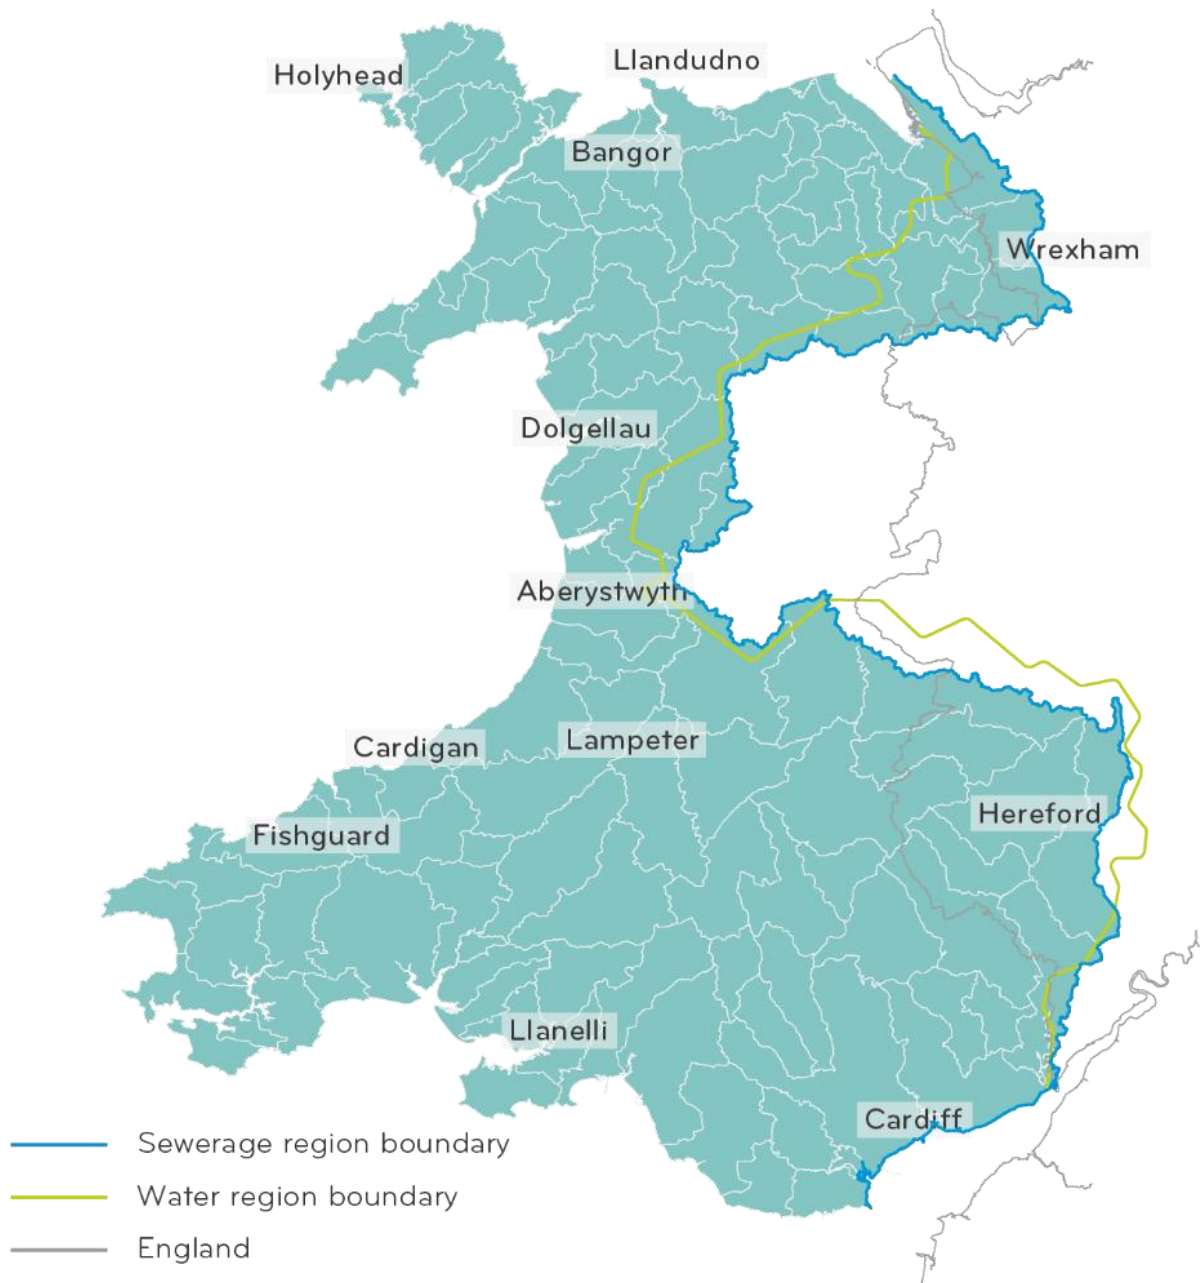 Llandudno
Holyhead
Bangor
Wrexham
Dolgellau
Aberystwyth
Lampeter
Cardigan
Hereford
Fishguard
Llanelli
Cardiff
Sewerage region boundary
Water region boundary
England